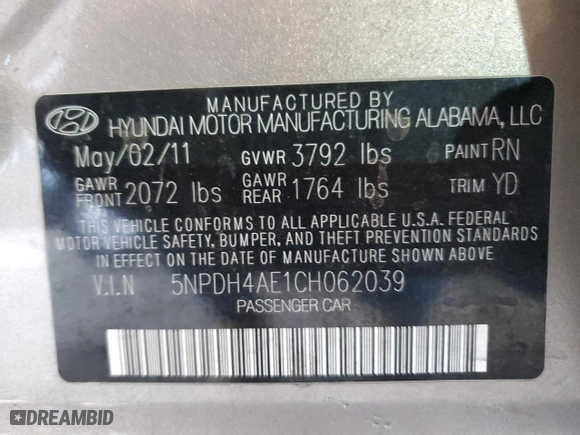 MANUFACTURED BY
HYUNDAI MOTOR MANUFACTURING ALABAMA, LLC
May/02/11 GVWR 3792 lbs PAINT RN
GAWR FRONT 2072 lbs GAWR REAR 1764 lbs TRIM YD
THIS VEHICLE CONFORMS TO ALL APPLICABLE U.S.A. FEDERAL
MOTOR VEHICLE SAFETY, BUMPER, AND THEFT PREVENTION STANDARDS
IN EFFECT ON THE DATE OF MANUFACTURE SHOWN ABOVE.
V.I.N 5NPDH4AE1CH062039
PASSENGER CAR
DREAMBID